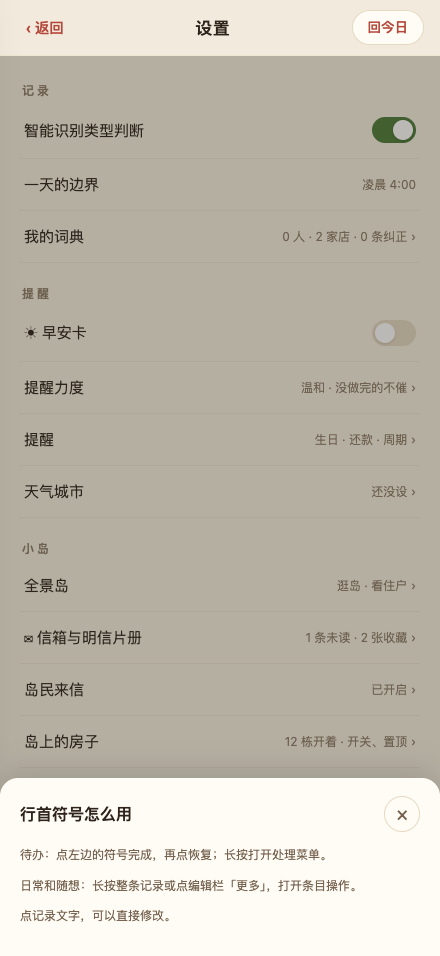 ‹ 返回
设置
回今日
记录
智能识别类型判断
一天的边界
凌晨 4:00
我的词典
0 人 · 2 家店 · 0 条纠正 ›
提醒
☀ 早安卡
提醒力度
温和 · 没做完的不催 ›
提醒
生日 · 还款 · 周期 ›
天气城市
还没设 ›
小岛
全景岛
逛岛 · 看住户 ›
✉ 信箱与明信片册
1 条未读 · 2 张收藏 ›
岛民来信
已开启 ›
岛上的房子
12 栋开着 · 开关、置顶 ›
行首符号怎么用
×
待办：点左边的符号完成，再点恢复；长按打开处理菜单。
日常和随想：长按整条记录或点编辑栏「更多」，打开条目操作。
点记录文字，可以直接修改。